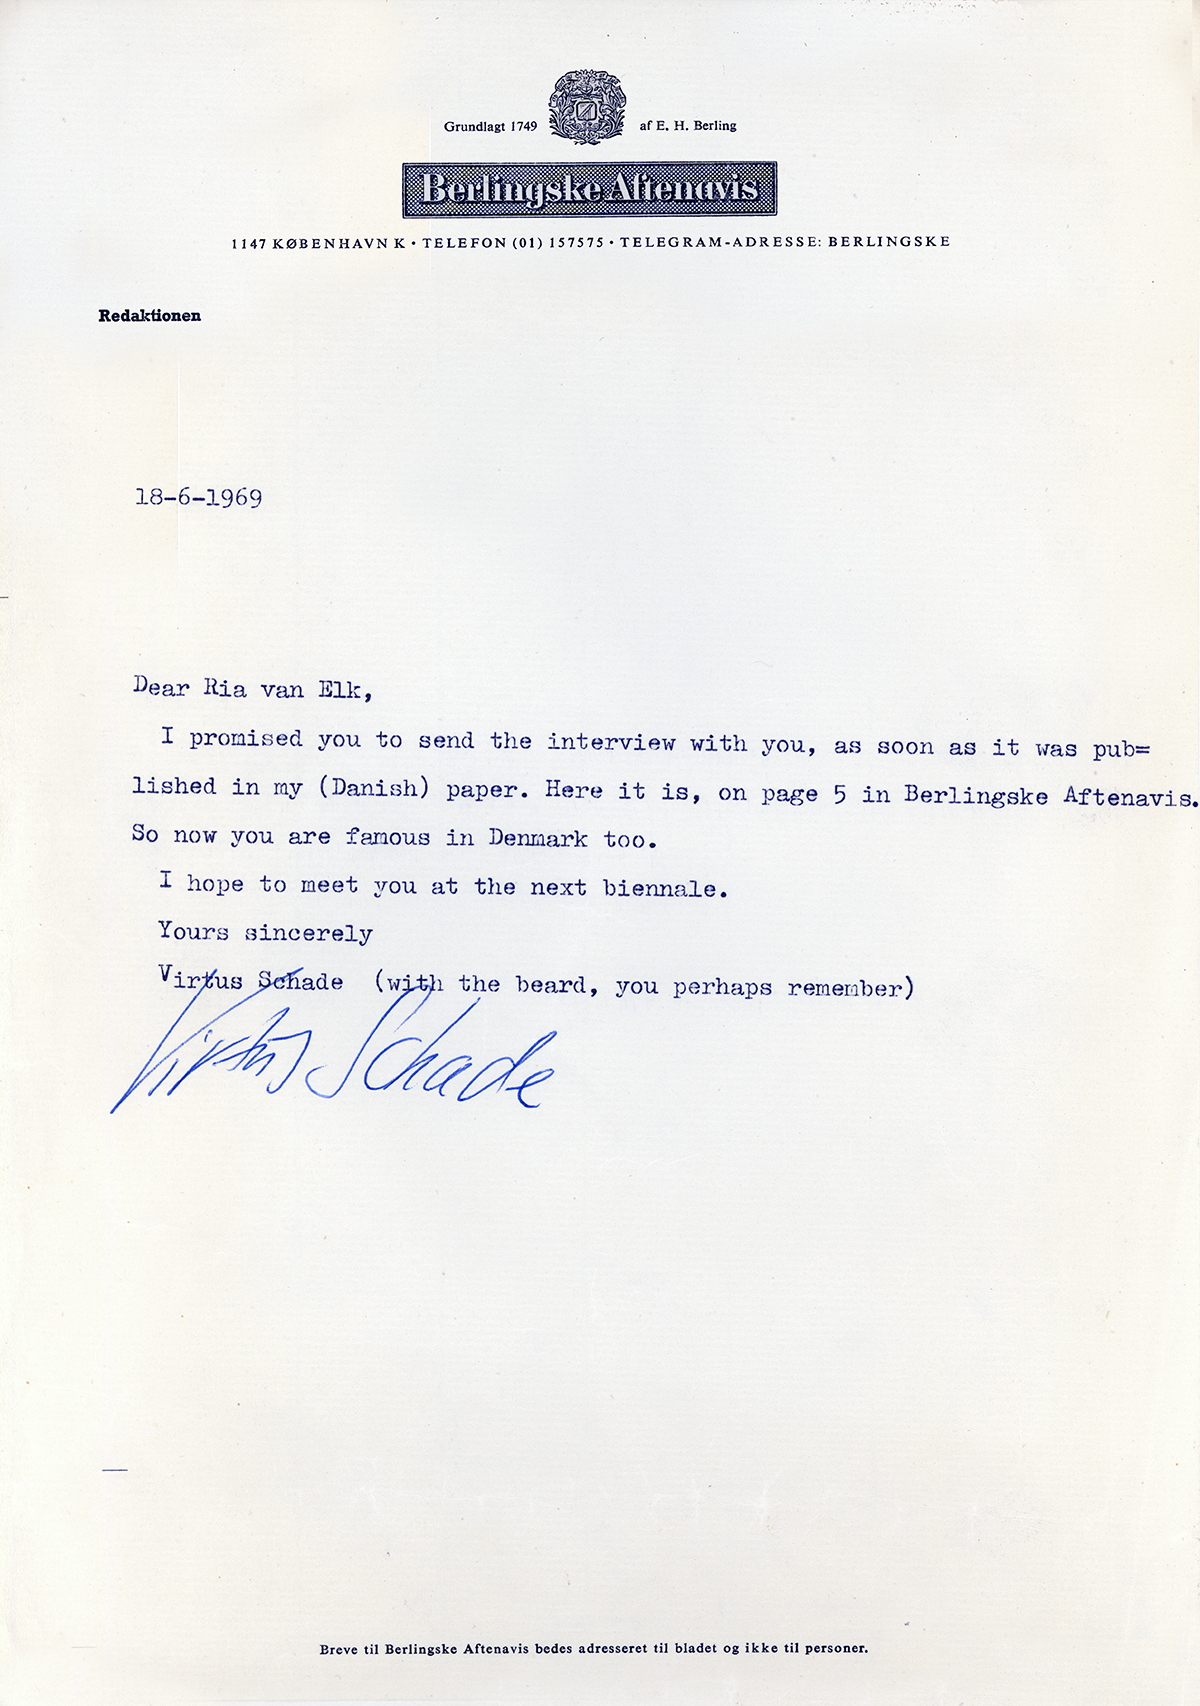 Grundlagt 1749 af E. H. Berling
Berlingske Aftenavis
1147 KØBENHAVN K • TELEFON (01) 157575 • TELEGRAM-ADRESSE: BERLINGSKE
Redaktionen
18-6-1969
Dear Ria van Elk,
I promised you to send the interview with you, as soon as it was pub=
lished in my (Danish) paper. Here it is, on page 5 in Berlingske Aftenavis.
So now you are famous in Denmark too.
I hope to meet you at the next biennale.
Yours sincerely
Virtus Schade (with the beard, you perhaps remember)
Virtus Schade
Breve til Berlingske Aftenavis bedes adresseret til bladet og ikke til personer.